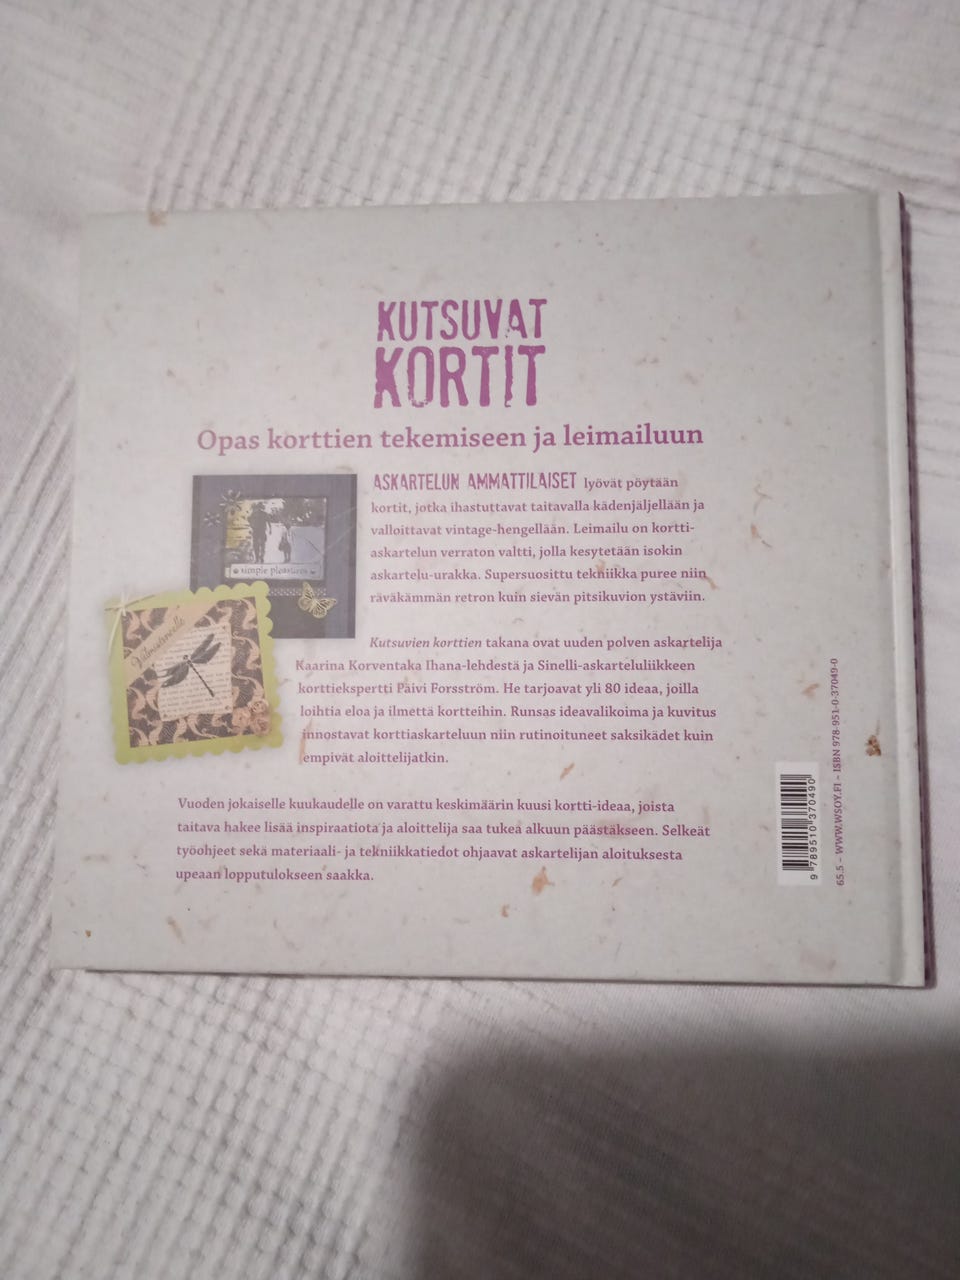 KUTSUVAT
KORTIT
Opas korttien tekemiseen ja leimailuun
ASKARTELUN AMMATTILAISET lyövät pöytään
kortit, jotka ihastuttavat taitavalla kädenjäljellään ja
valloittavat vintage-hengellään. Leimailu on kortti-
askartelun verraton valtti, jolla kesytetään isokin
askartelu-urakka. Supersuosittu tekniikka puree niin
räväkämmän retron kuin sievän pitsikuvion ystäviin.
simple pleasures
Valmistuneelle
Kutsuvien korttien takana ovat uuden polven askartelija
Kaarina Korventaka Ihana-lehdestä ja Sinelli-askarteluliikkeen
korttiekspertti Päivi Forsström. He tarjoavat yli 80 ideaa, joilla
loihtia eloa ja ilmettä kortteihin. Runsas ideavalikoima ja kuvitus
innostavat korttiaskarteluun niin rutinoituneet saksikädet kuin
empivät aloittelijatkin.
Vuoden jokaiselle kuukaudelle on varattu keskimäärin kuusi kortti-ideaa, joista
taitava hakee lisää inspiraatiota ja aloittelija saa tukea alkuun päästäkseen. Selkeät
työohjeet sekä materiaali- ja tekniikkatiedot ohjaavat askartelijan aloituksesta
upeaan lopputulokseen saakka.
9 789510 370490
65.5 – WWW.WSOY.FI – ISBN 978-951-0-37049-0